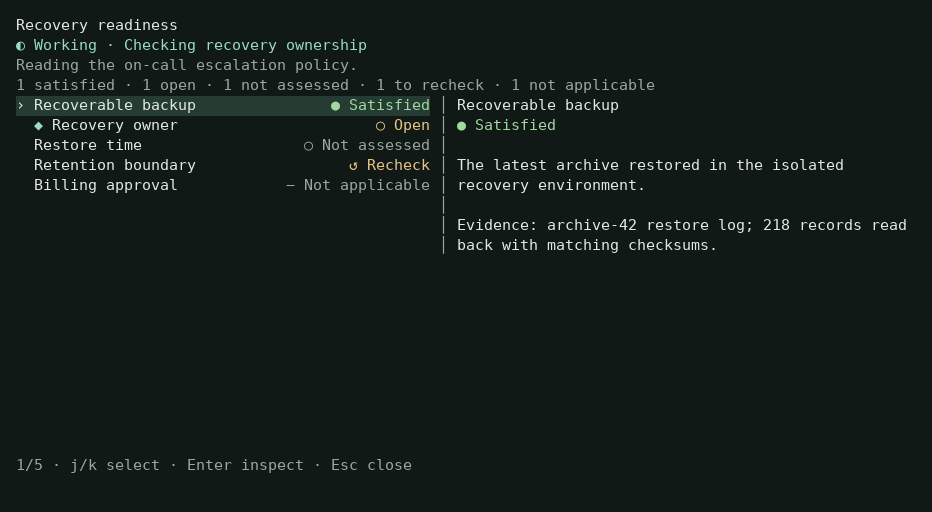 Recovery readiness
◐ Working · Checking recovery ownership
Reading the on-call escalation policy.
1 satisfied · 1 open · 1 not assessed · 1 to recheck · 1 not applicable
› Recoverable backup ● Satisfied
◆ Recovery owner ○ Open
Restore time ○ Not assessed
Retention boundary ↺ Recheck
Billing approval – Not applicable
Recoverable backup
● Satisfied
The latest archive restored in the isolated
recovery environment.
Evidence: archive-42 restore log; 218 records read
back with matching checksums.
1/5 · j/k select · Enter inspect · Esc close